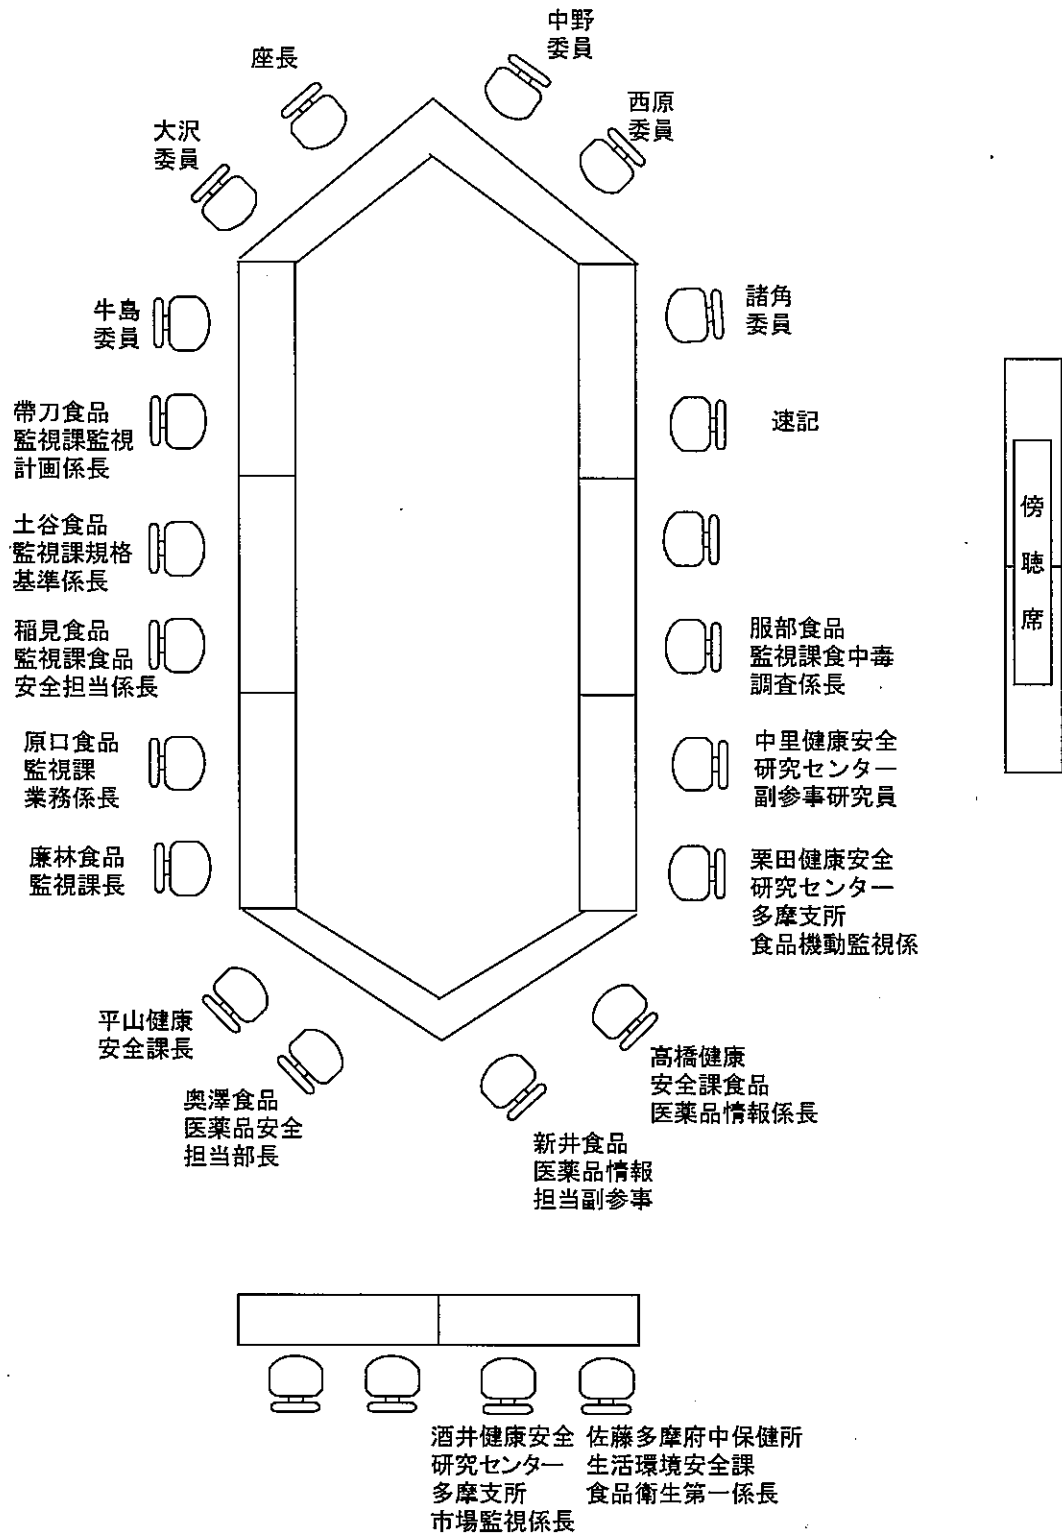 中野
委員
座長
西原
委員
大沢
委員
牛島
委員
諸角
委員
帯刀食品
監視課監視
計画係長
速記
土谷食品
監視課規格
基準係長
傍
聴
席
稲見食品
監視課食品
安全担当係長
服部食品
監視課食中毒
調査係長
原口食品
監視課
業務係長
中里健康安全
研究センター
副参事研究員
廉林食品
監視課長
栗田健康安全
研究センター
多摩支所
食品機動監視係
平山健康
安全課長
奥澤食品
医薬品安全
担当部長
高橋健康
安全課食品
医薬品情報係長
新井食品
医薬品情報
担当副参事
酒井健康安全
研究センター
多摩支所
市場監視係長
佐藤多摩府中保健所
生活環境安全課
食品衛生第一係長